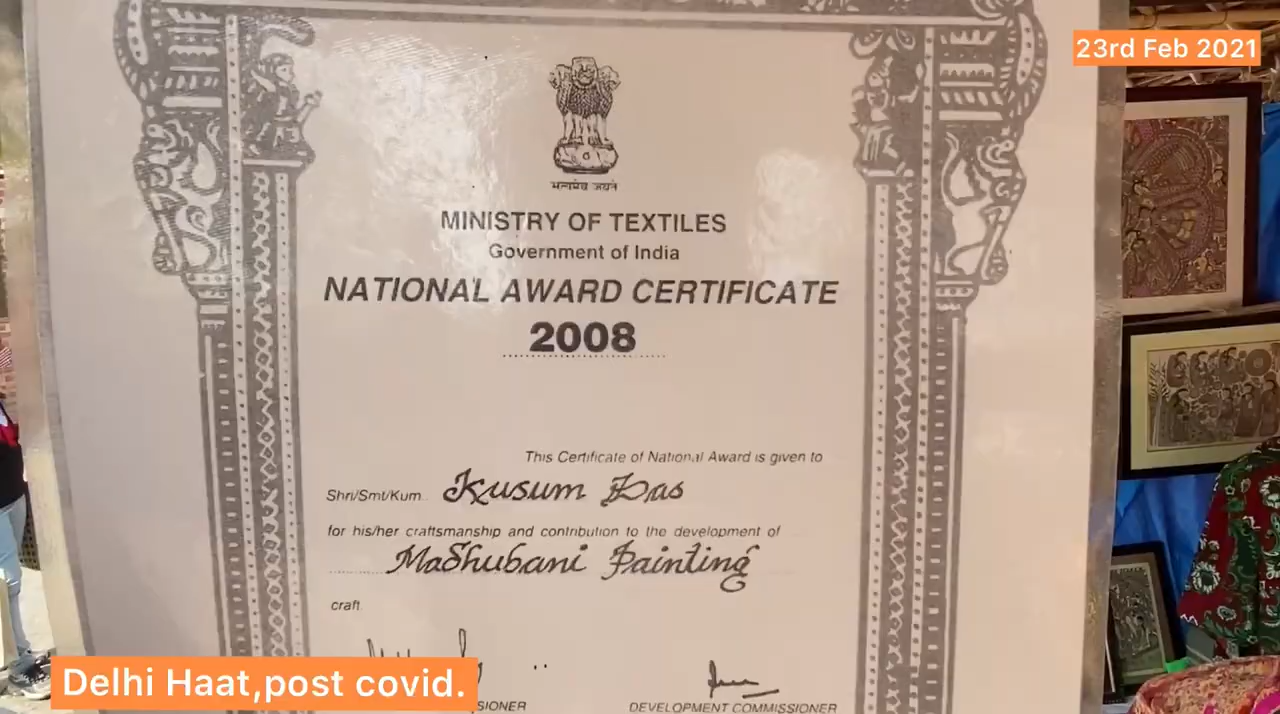 23rd Feb 2021
सत्यमेव जयते
MINISTRY OF TEXTILES
Government of India
NATIONAL AWARD CERTIFICATE
2008
This Certificate of National Award is given to
Shri/Smt/Kum. Kusum Das
for his/her craftsmanship and contribution to the development of
Madhubani Painting
craft.
DEVELOPMENT COMMISSIONER
Delhi Haat,post covid.